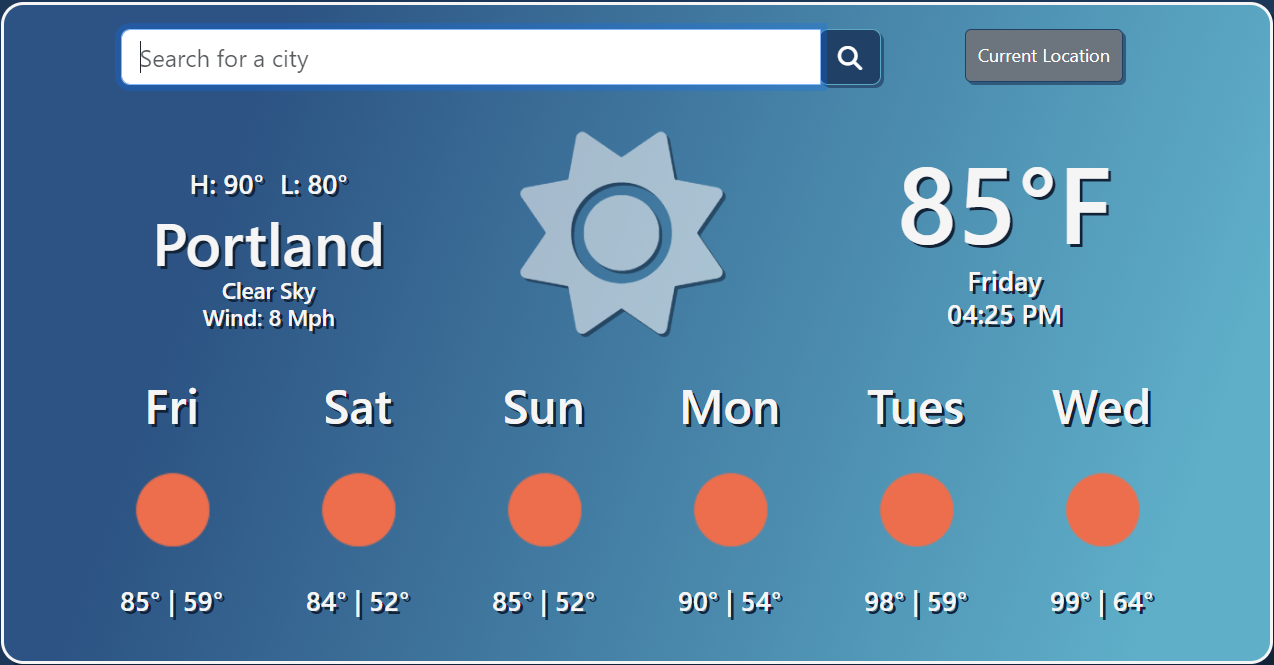 Search for a city
Current Location
H: 90° L: 80°
Portland
Clear Sky
Wind: 8 Mph
85°F
Friday
04:25 PM
Fri Sat Sun Mon Tues Wed
85° | 59° 84° | 52° 85° | 52° 90° | 54° 98° | 59° 99° | 64°